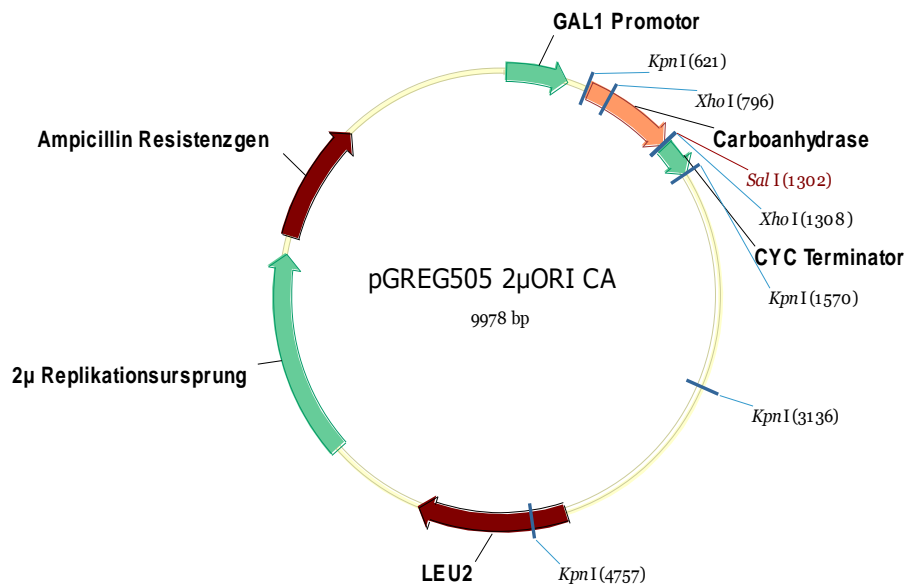 GAL1 Promotor
KpnI (621)
XhoI (796)
Ampicillin Resistenzgen
Carboanhydrase
SalI (1302)
XhoI (1308)
CYC Terminator
pGREG505 2µORI CA
KpnI (1570)
9978 bp
2µ Replikationsursprung
KpnI (3136)
LEU2
KpnI (4757)